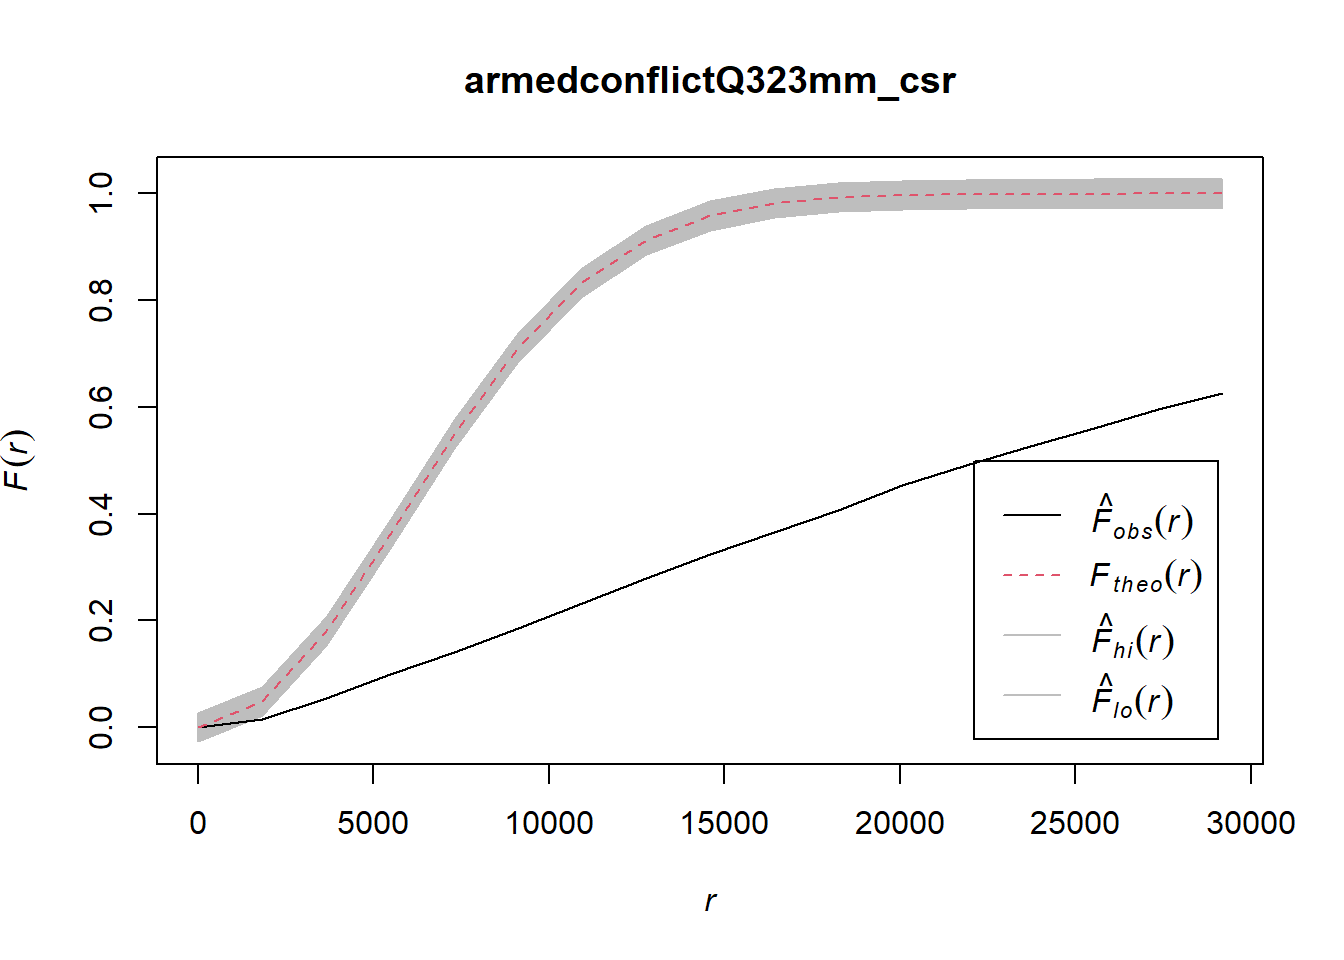 armedconflictQ323mm_csr
F(r)
1.0
0.8
0.6
0.4
0.2
0.0
F̂obs(r)
Ftheo(r)
F̂hi(r)
F̂lo(r)
0 5000 10000 15000 20000 25000 30000
r